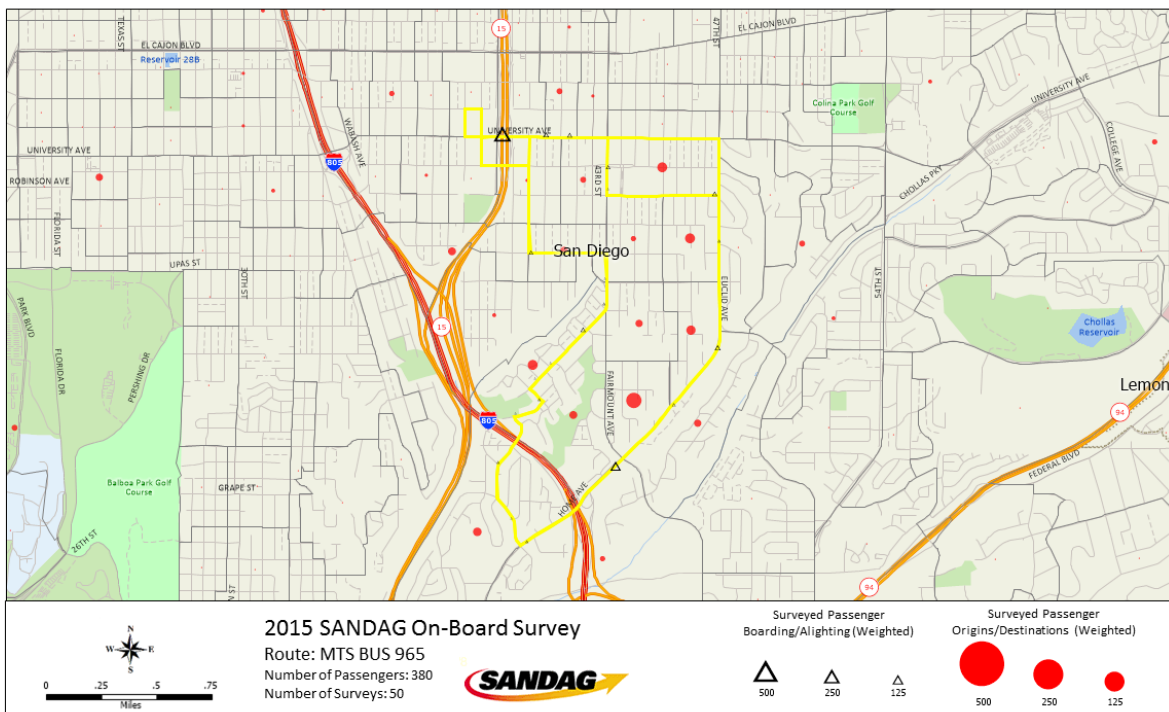 TEXAS ST
EL CAJON BLVD
Reservoir 28B
15
47TH ST
EL CAJON BLVD
Colina Park Golf
Course
UNIVERSITY AVE
COLLEGE AVE
WABASH AVE
UNIVERSITY AVE
UNIVERSITY AVE
805
ROBINSON AVE
43RD ST
CHOLLAS PKY
FLORIDA ST
San Diego
UPAS ST
30TH ST
54TH ST
EUCLID AVE
PARK BLVD
15
Chollas
Reservoir
FLORIDA DR
PERSHING DR
FAIRMOUNT AVE
Lemon
805
94
FEDERAL BLVD
Balboa Park Golf
Course
GRAPE ST
HOME AVE
26TH ST
94
N ST
N
W
E
S
0
.25
.5
.75
Miles
2015 SANDAG On-Board Survey
Route: MTS BUS 965
Number of Passengers: 380
Number of Surveys: 50
SANDAG
Surveyed Passenger
Boarding/Alighting (Weighted)
500
250
125
Surveyed Passenger
Origins/Destinations (Weighted)
500
250
125